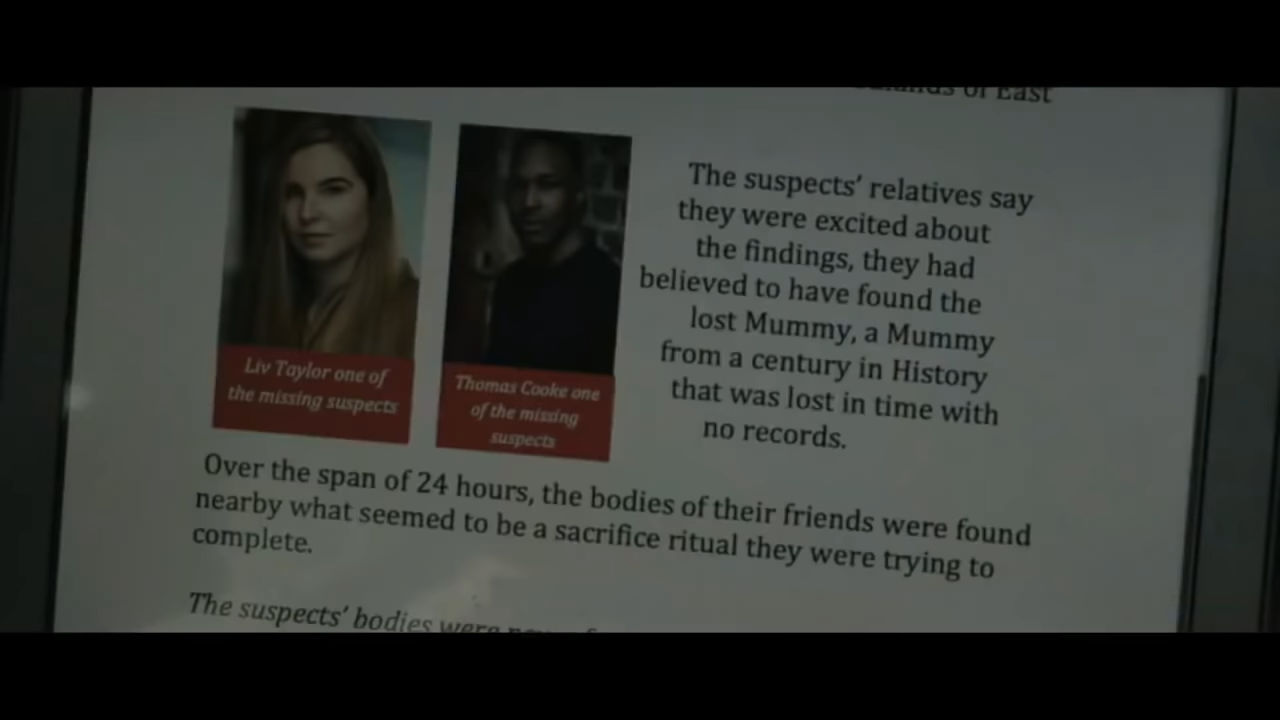 of East
Liv Taylor one of
the missing suspects
Thomas Cooke one
of the missing
suspects
The suspects’ relatives say
they were excited about
the findings, they had
believed to have found the
lost Mummy, a Mummy
from a century in History
that was lost in time with
no records.
Over the span of 24 hours, the bodies of their friends were found
nearby what seemed to be a sacrifice ritual they were trying to
complete.
The suspects’ bodies were